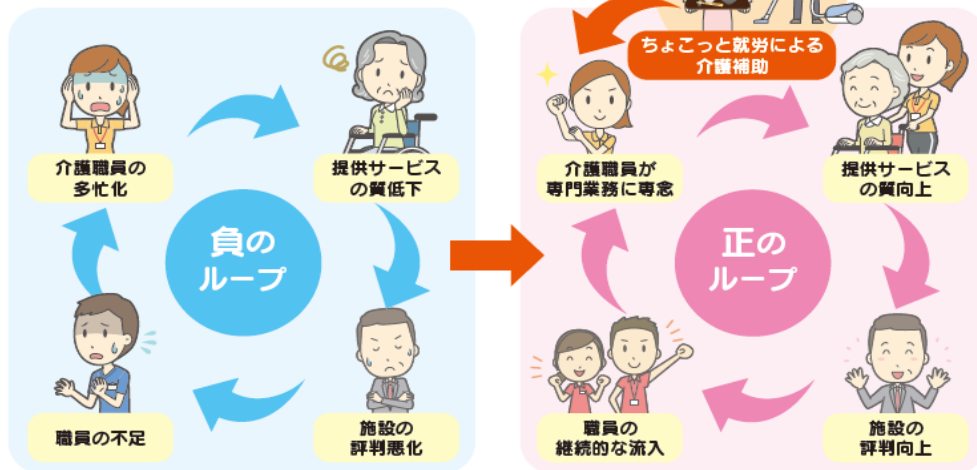 介護職員の
多忙化
提供サービス
の質低下
負の
ループ
職員の不足
施設の
評判悪化
ちょこっと就労による
介護補助
介護職員が
専門業務に専念
提供サービス
の質向上
正の
ループ
職員の
継続的な流入
施設の
評判向上